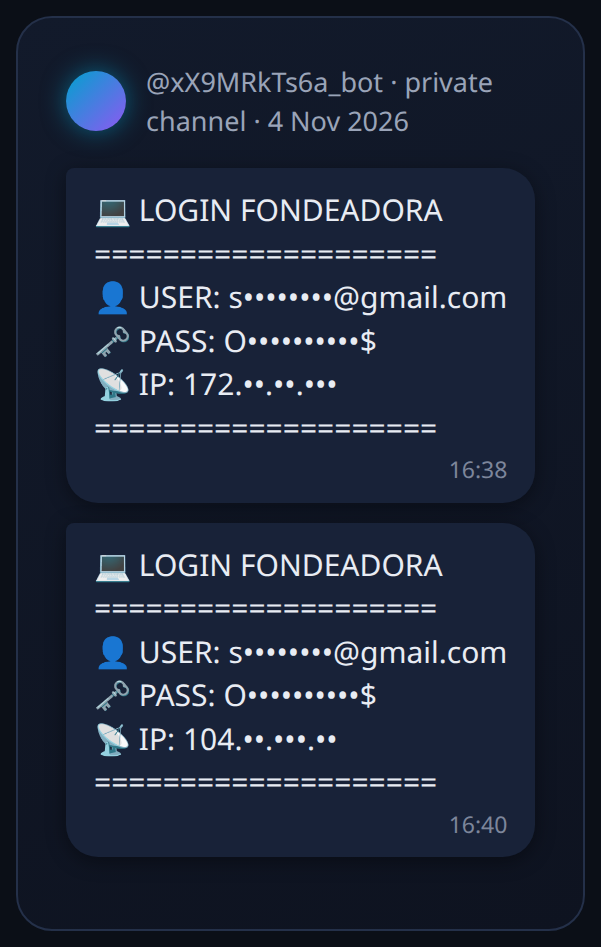 @xX9MRkTs6a_bot · private
channel · 4 Nov 2026
💻 LOGIN FONDEADORA
====================
👤 USER: s••••••••@gmail.com
🗝️ PASS: O••••••••••$
📡 IP: 172.••.••.•••
====================
16:38
💻 LOGIN FONDEADORA
====================
👤 USER: s••••••••@gmail.com
🗝️ PASS: O••••••••••$
📡 IP: 104.••.•••.••
====================
16:40